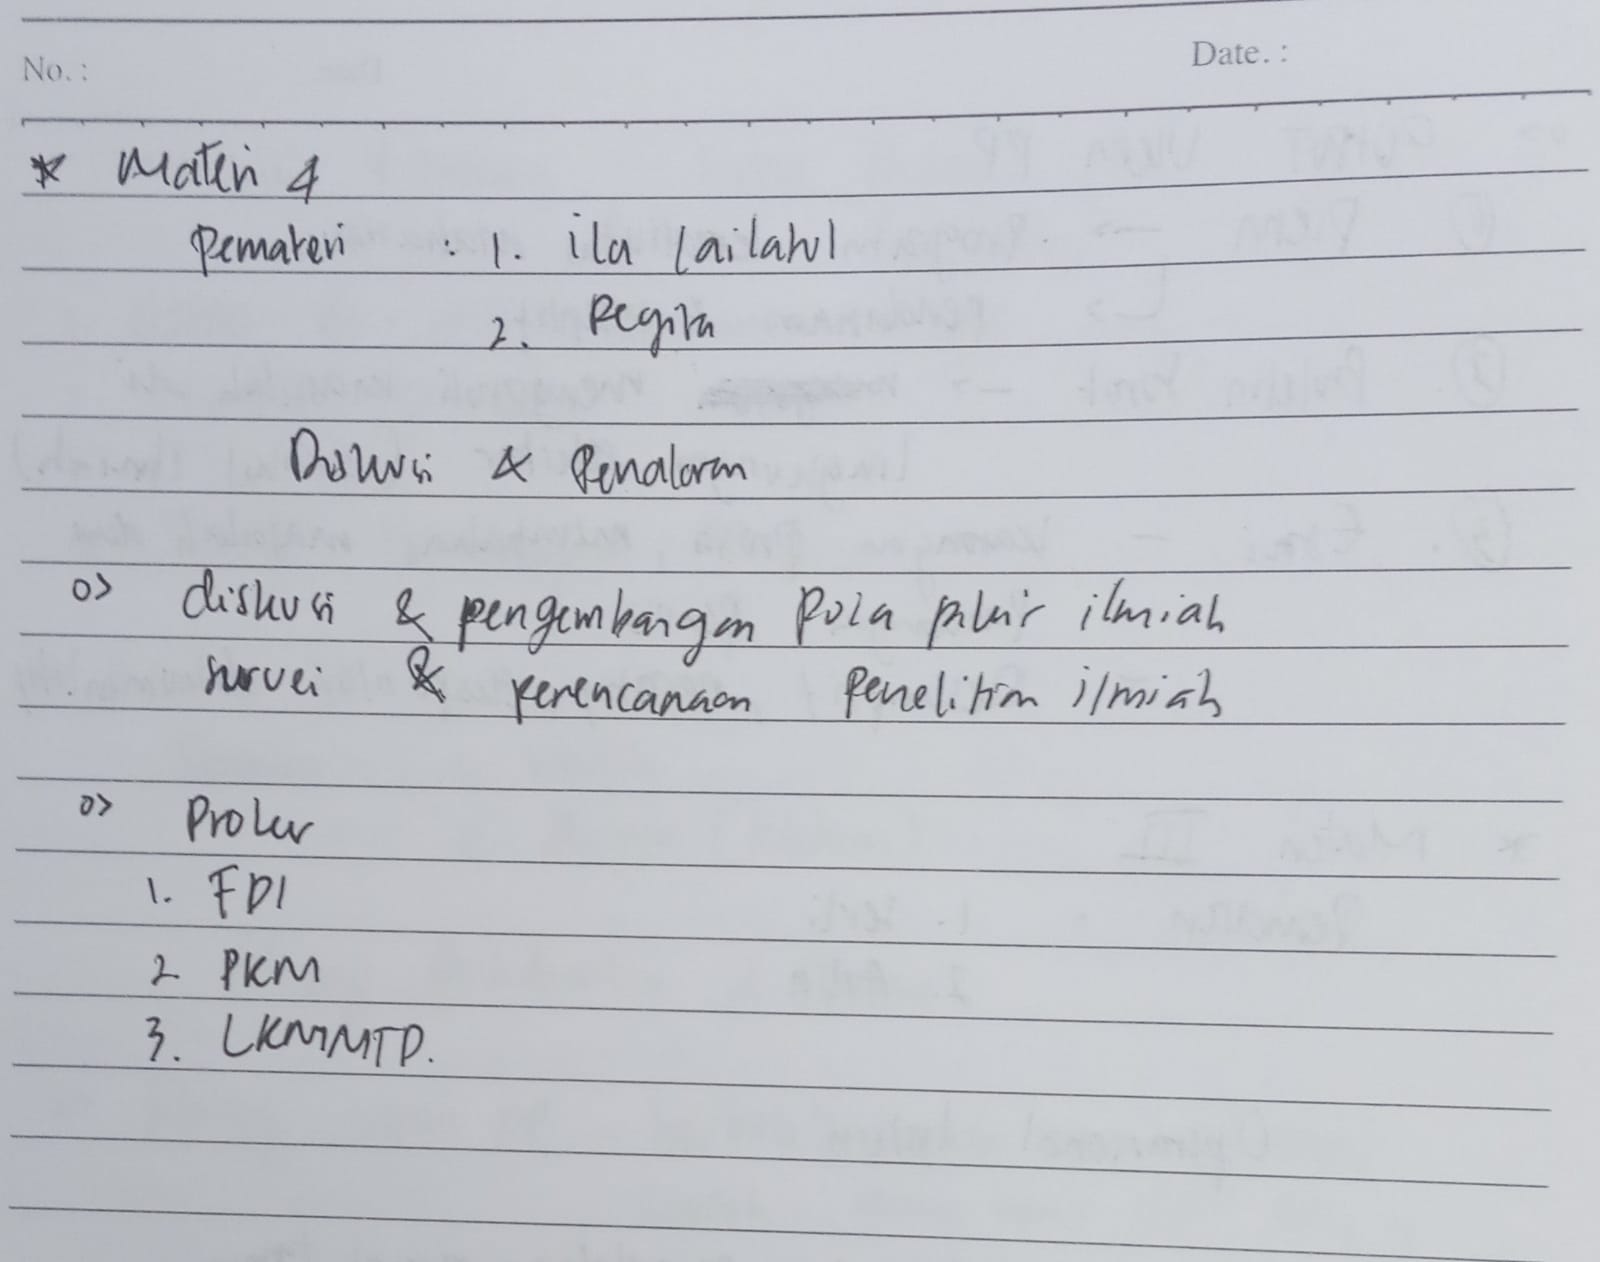 No. :
Date. :
* Materi 4
Pemateri : 1. ila lailatul
2. Regita
Diskusi & Penalaran
o> diskusi & pengembangan pola pikir ilmiah
survei & perencanaan penelitian ilmiah
o> Proker
1. FDI
2 PKM
3. LKMMTD.